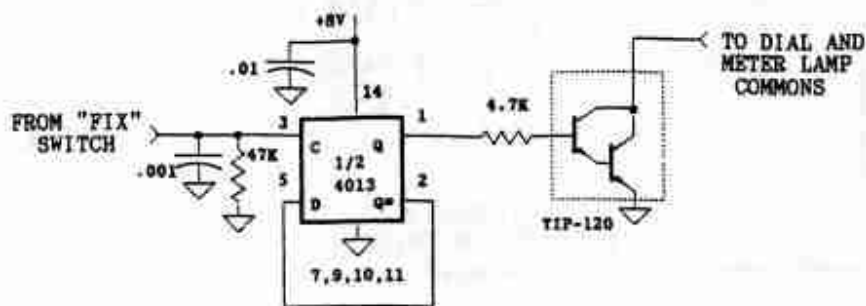 +8V
.01
14
TO DIAL AND
METER LAMP
COMMONS
FROM "FIX"
SWITCH
3
1
4.7K
.001
47K
C
Q
1/2
4013
5
2
D
Q*
TIP-120
7,9,10,11